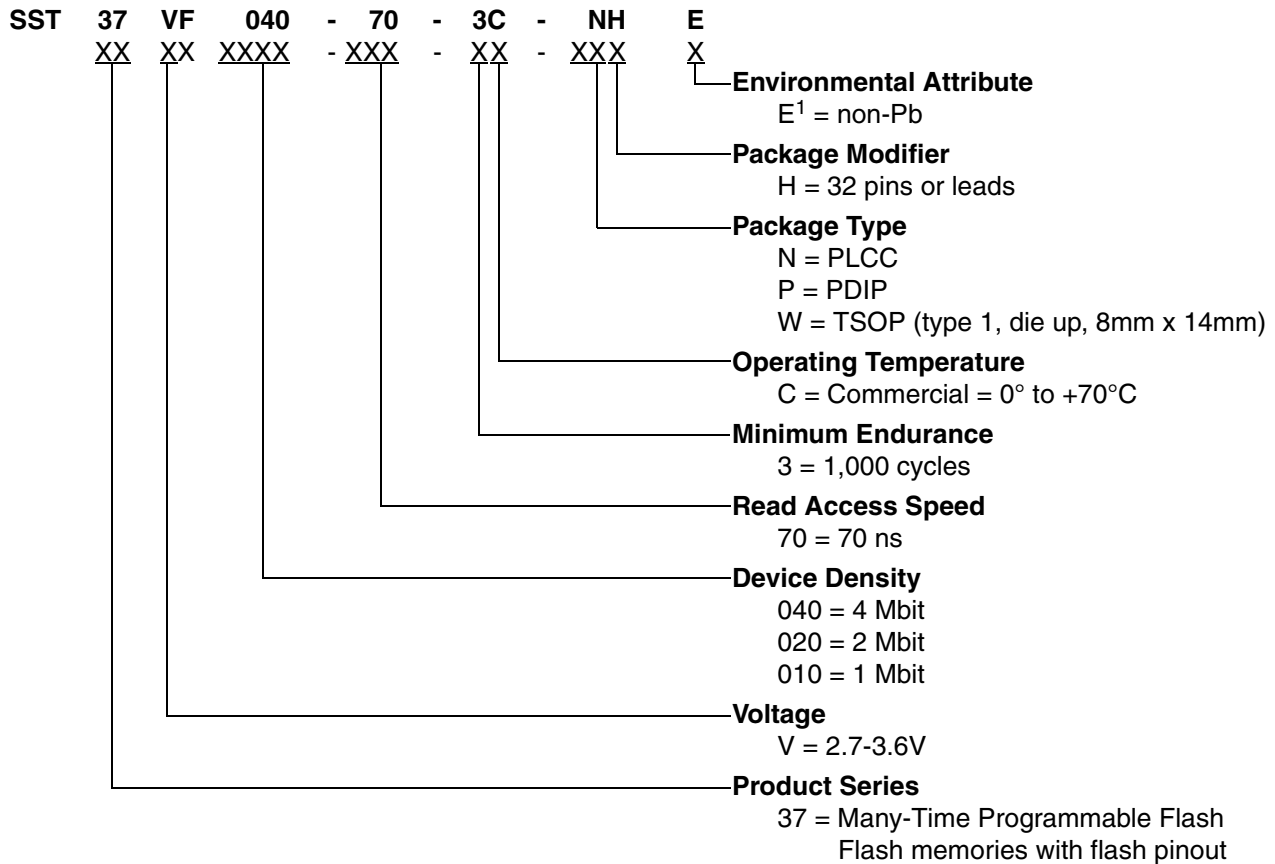 SST 37 VF 040 - 70 - 3C - NH E
XX XX XXXX - XXX - XX - XXX X
Environmental Attribute
E¹ = non-Pb
Package Modifier
H = 32 pins or leads
Package Type
N = PLCC
P = PDIP
W = TSOP (type 1, die up, 8mm x 14mm)
Operating Temperature
C = Commercial = 0° to +70°C
Minimum Endurance
3 = 1,000 cycles
Read Access Speed
70 = 70 ns
Device Density
040 = 4 Mbit
020 = 2 Mbit
010 = 1 Mbit
Voltage
V = 2.7-3.6V
Product Series
37 = Many-Time Programmable Flash
Flash memories with flash pinout